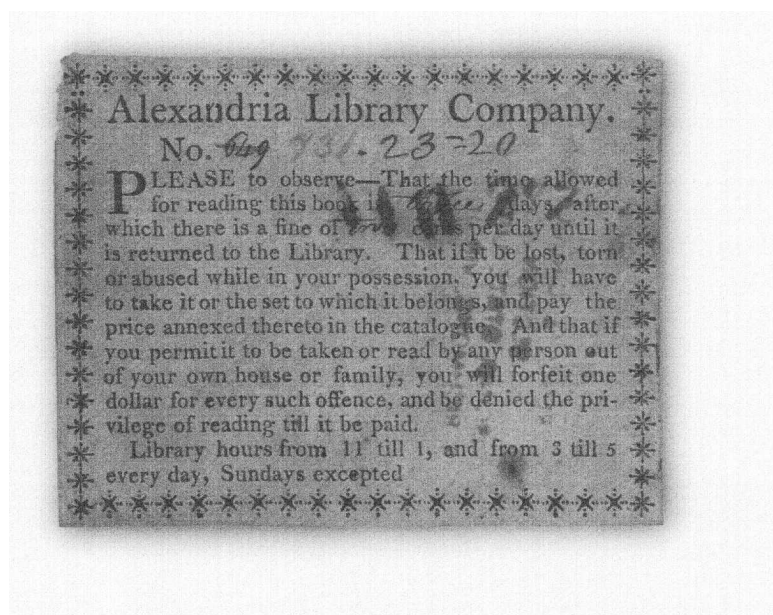 Alexandria Library Company.
No. 649 831. 23=20
PLEASE to observe—That the time allowed
for reading this book is three days, after
which there is a fine of cents per day until it
is returned to the Library. That if it be lost, torn
or abused while in your possession, you will have
to take it or the set to which it belongs, and pay the
price annexed thereto in the catalogue. And that if
you permit it to be taken or read by any person out
of your own house or family, you will forfeit one
dollar for every such offence, and be denied the pri-
vilege of reading till it be paid.
Library hours from 11 till 1, and from 3 till 5
every day, Sundays excepted